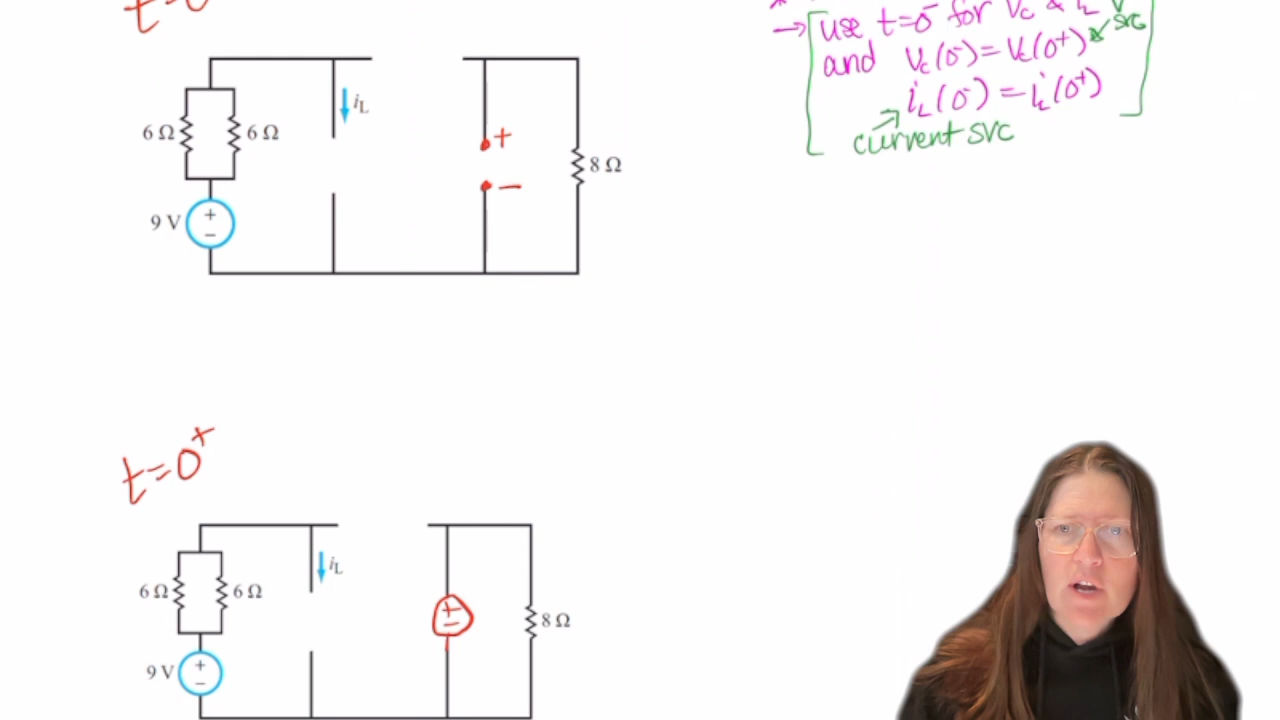 → use t=0⁻ for Vc & iL
src
and Vc(0⁻) = Vc(0⁺)
iL(0⁻) = iL(0⁺)
current src
iL
6 Ω
6 Ω
+
8 Ω
−
9 V
+
−
t=0⁺
iL
6 Ω
6 Ω
+
−
8 Ω
9 V
+
−